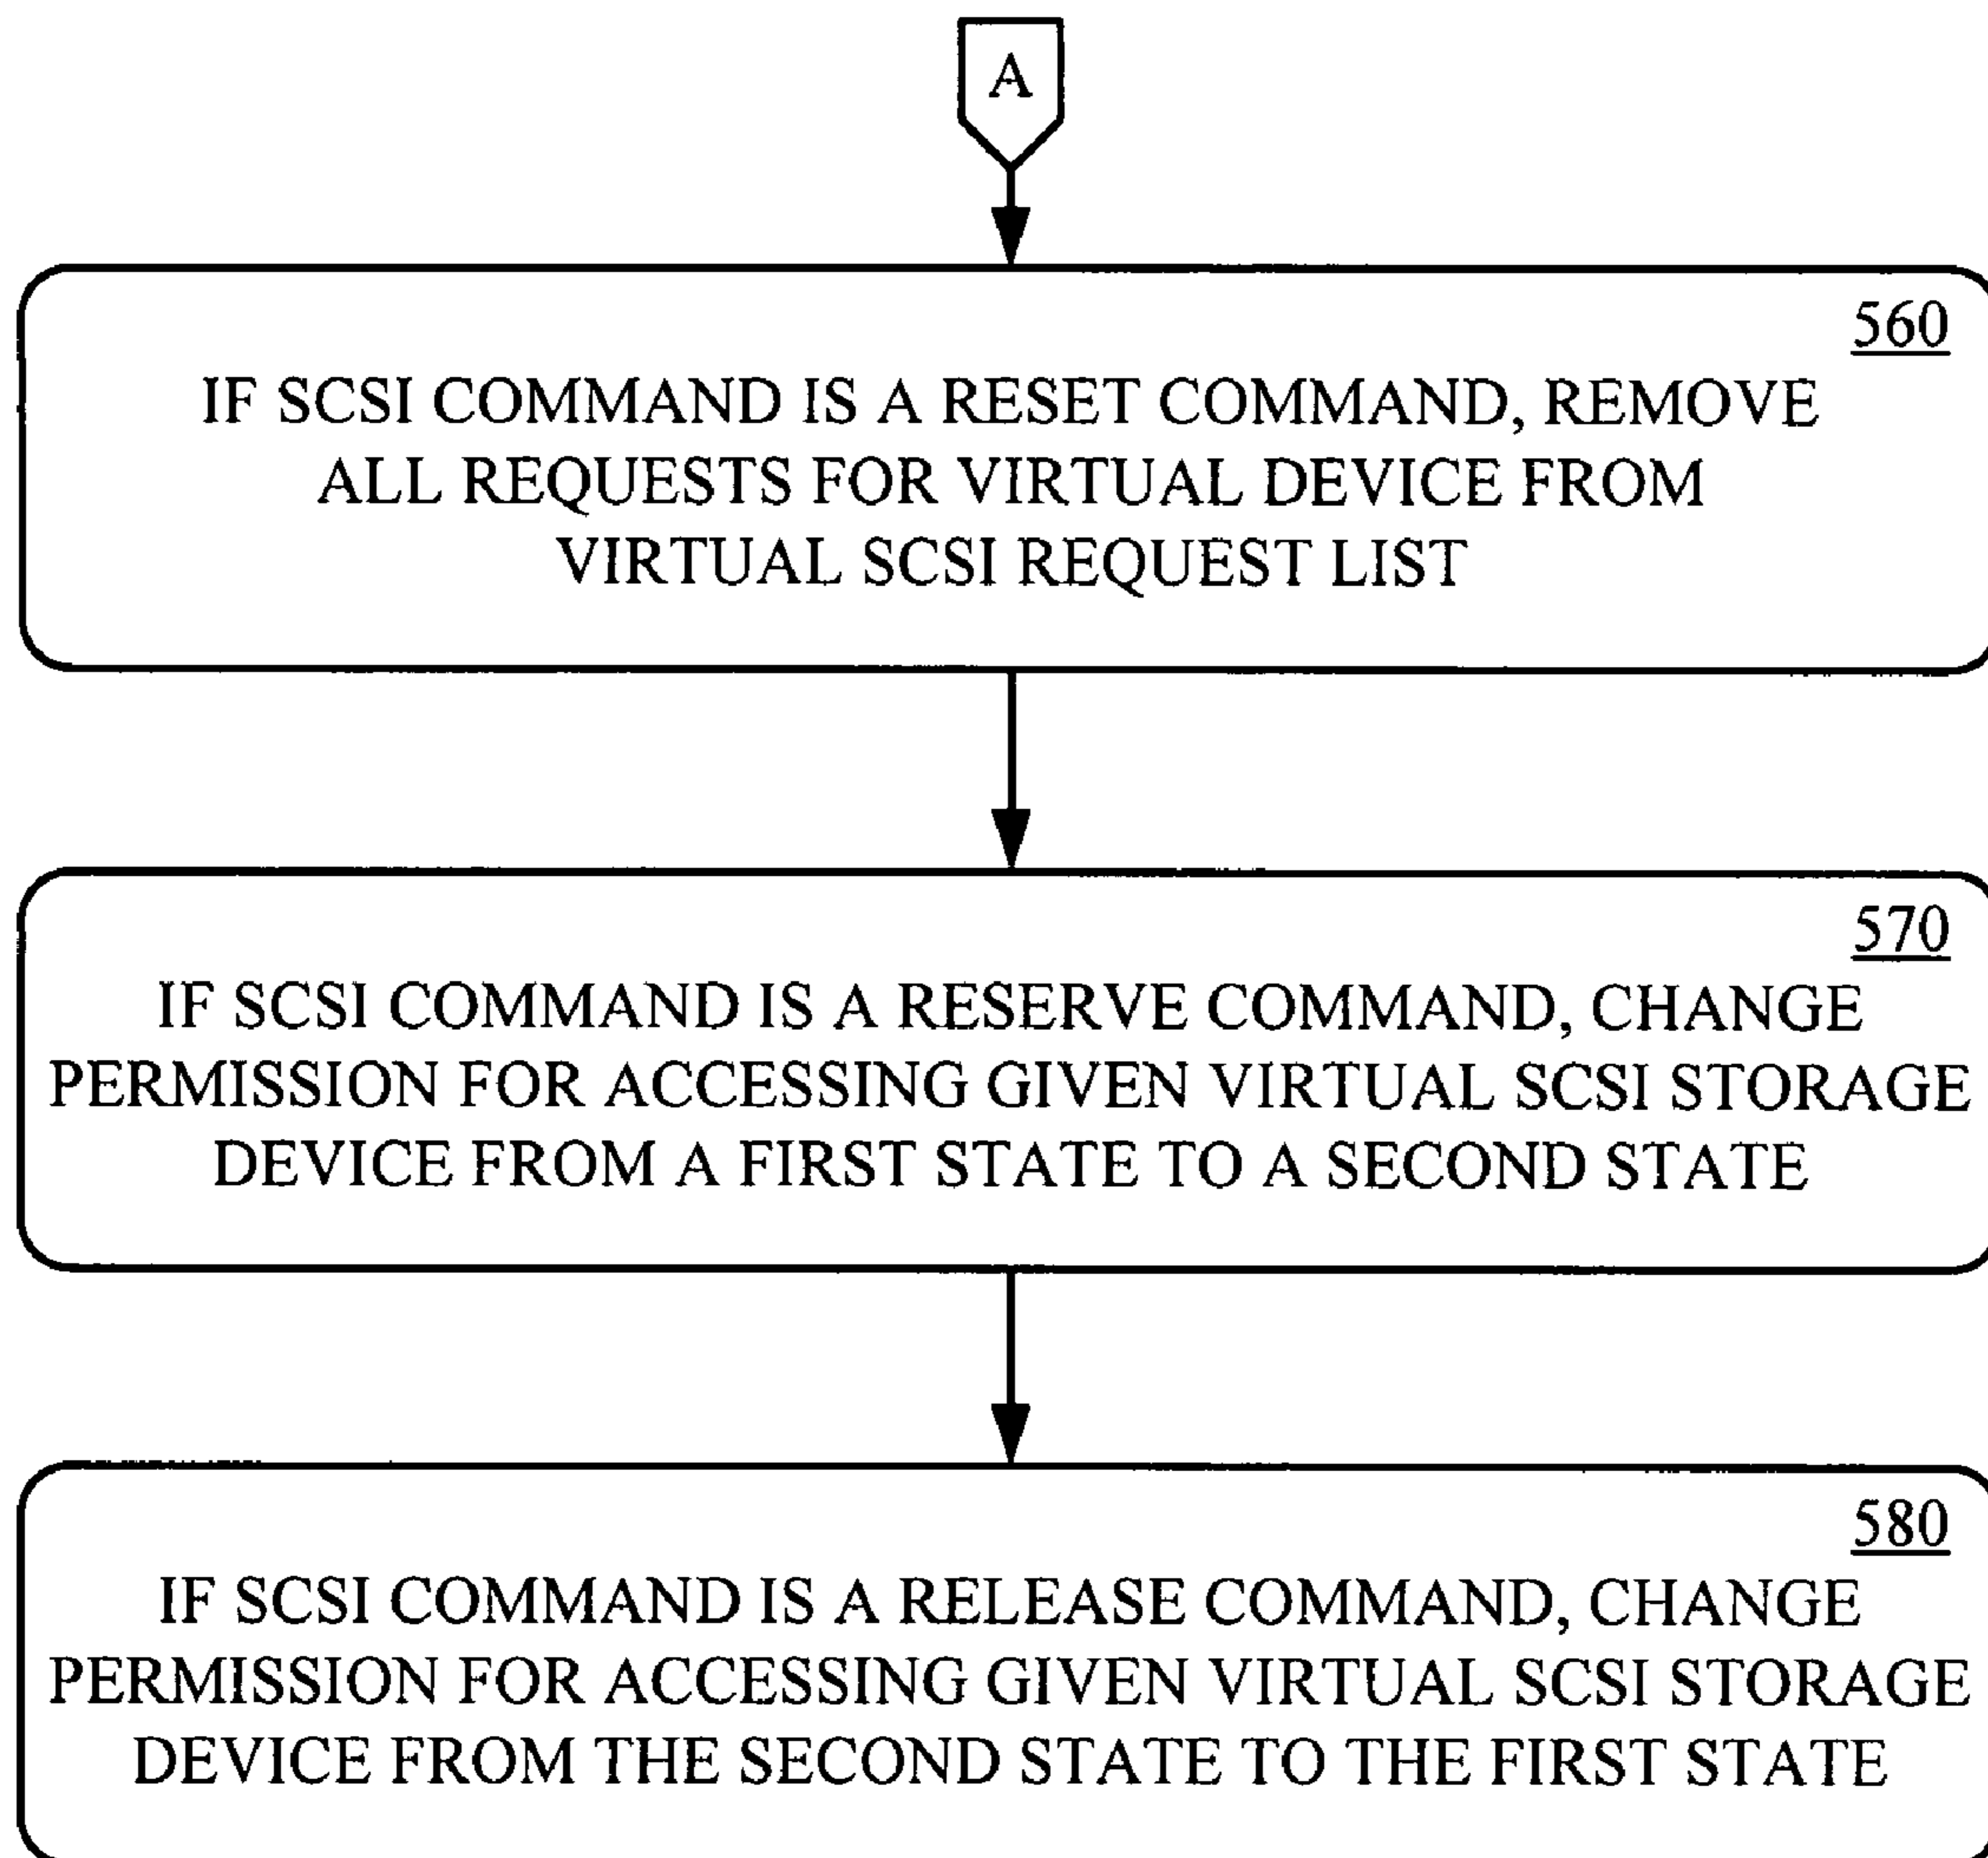 A
560
IF SCSI COMMAND IS A RESET COMMAND, REMOVE
ALL REQUESTS FOR VIRTUAL DEVICE FROM
VIRTUAL SCSI REQUEST LIST
570
IF SCSI COMMAND IS A RESERVE COMMAND, CHANGE
PERMISSION FOR ACCESSING GIVEN VIRTUAL SCSI STORAGE
DEVICE FROM A FIRST STATE TO A SECOND STATE
580
IF SCSI COMMAND IS A RELEASE COMMAND, CHANGE
PERMISSION FOR ACCESSING GIVEN VIRTUAL SCSI STORAGE
DEVICE FROM THE SECOND STATE TO THE FIRST STATE